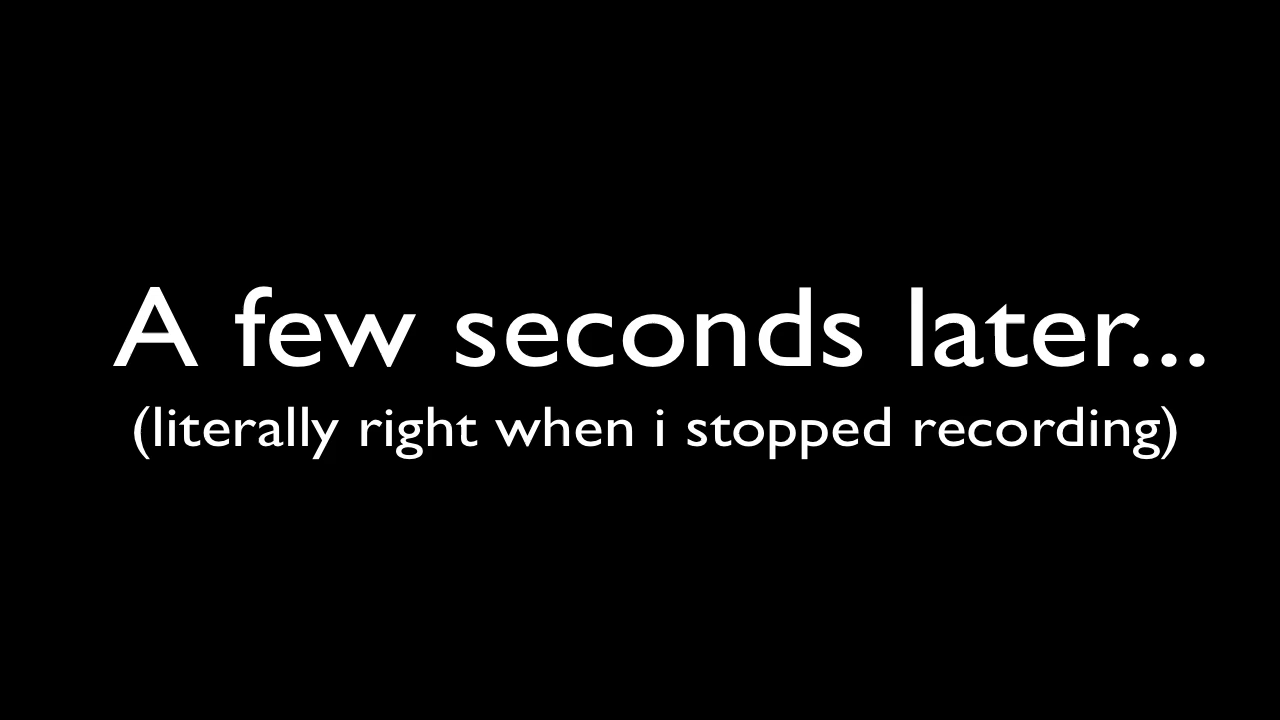 A few seconds later...
(literally right when i stopped recording)